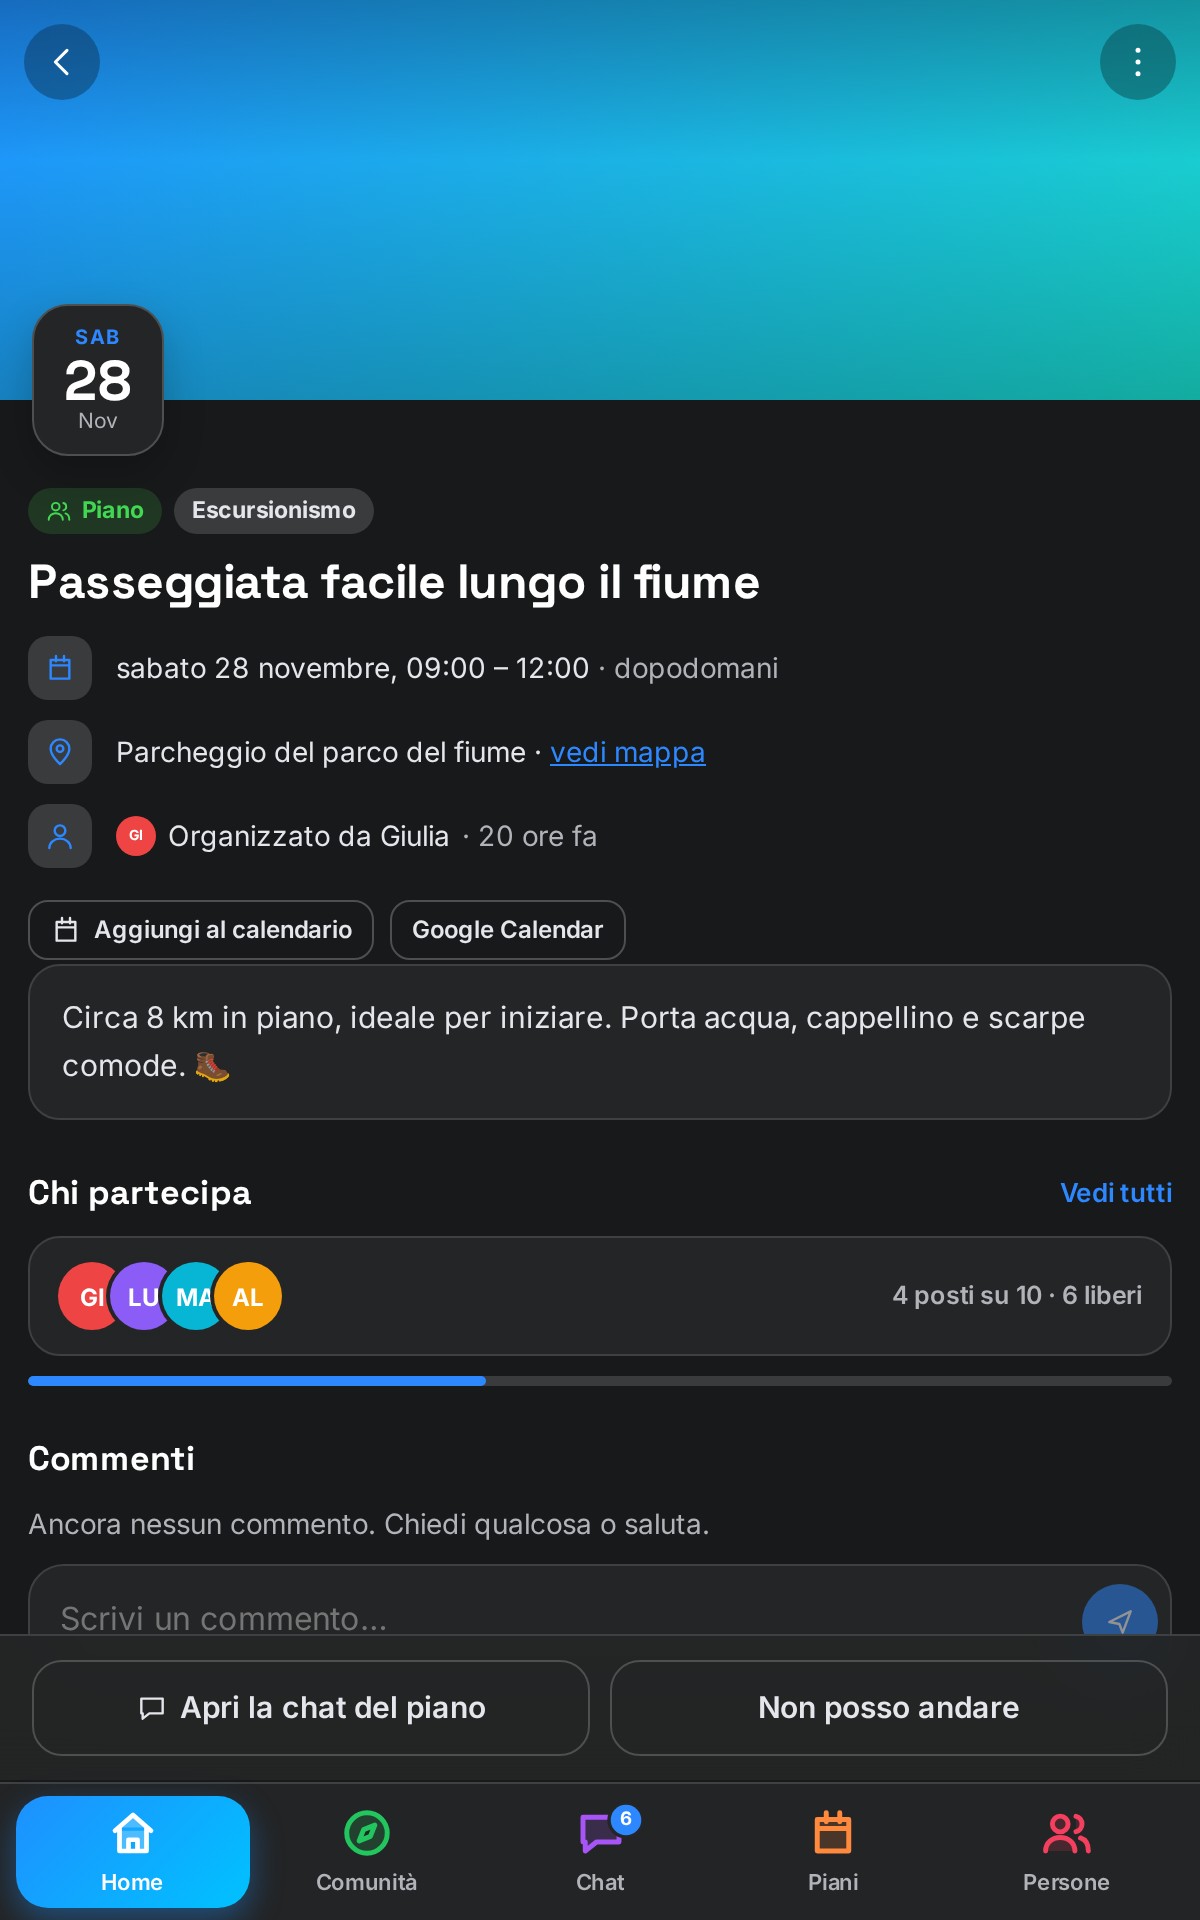 SAB
28
Nov
Piano
Escursionismo
Passeggiata facile lungo il fiume
sabato 28 novembre, 09:00 – 12:00 · dopodomani
Parcheggio del parco del fiume · vedi mappa
GI Organizzato da Giulia · 20 ore fa
Aggiungi al calendario
Google Calendar
Circa 8 km in piano, ideale per iniziare. Porta acqua, cappellino e scarpe
comode. 🥾
Chi partecipa
Vedi tutti
GI LU MA AL
4 posti su 10 · 6 liberi
Commenti
Ancora nessun commento. Chiedi qualcosa o saluta.
Scrivi un commento...
Apri la chat del piano
Non posso andare
6
Home
Comunità
Chat
Piani
Persone